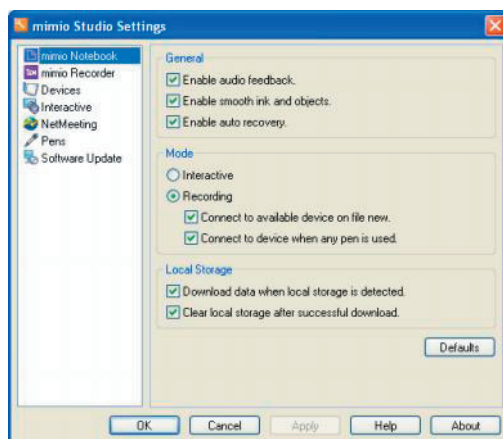 mimio Studio Settings
mimio Notebook
mimio Recorder
Devices
Interactive
NetMeeting
Pens
Software Update
General
Enable audio feedback.
Enable smooth ink and objects.
Enable auto recovery.
Mode
Interactive
Recording
Connect to available device on file new.
Connect to device when any pen is used.
Local Storage
Download data when local storage is detected.
Clear local storage after successful download.
Defaults
OK Cancel Apply Help About